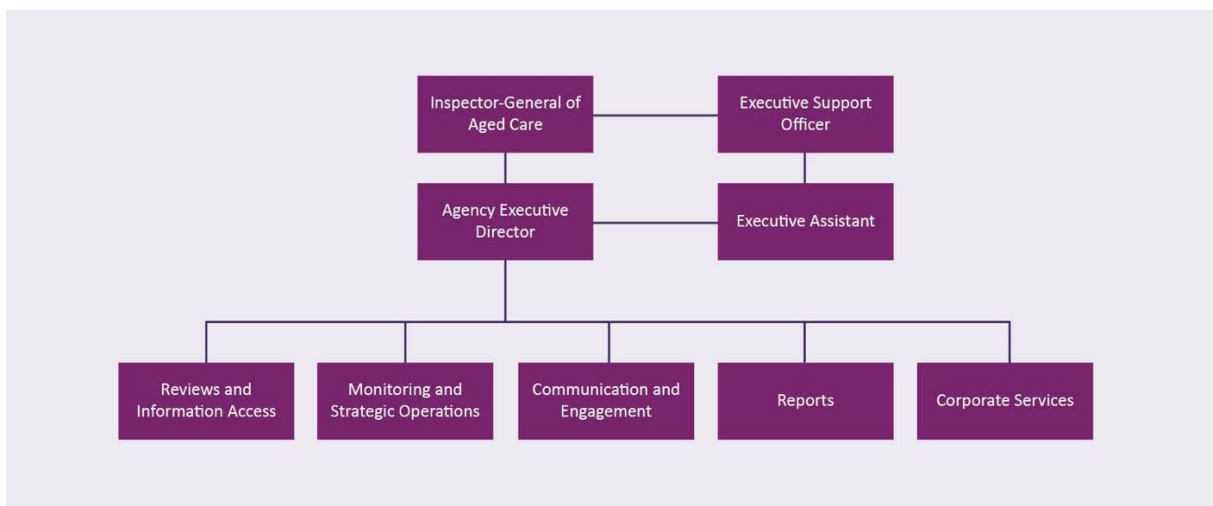 Inspector-General of
Aged Care
Executive Support
Officer
Agency Executive
Director
Executive Assistant
Reviews and
Information Access
Monitoring and
Strategic Operations
Communication and
Engagement
Reports
Corporate Services